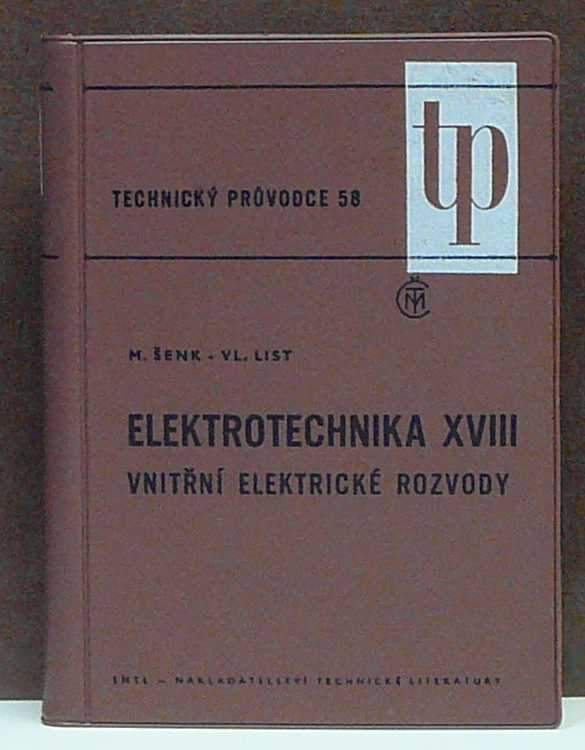 tp
TECHNICKÝ PRŮVODCE 58
M. ŠENK - VL. LIST
ELEKTROTECHNIKA XVIII
VNITŘNÍ ELEKTRICKÉ ROZVODY
SNTL - NAKLADATELSTVÍ TECHNICKÉ LITERATURY